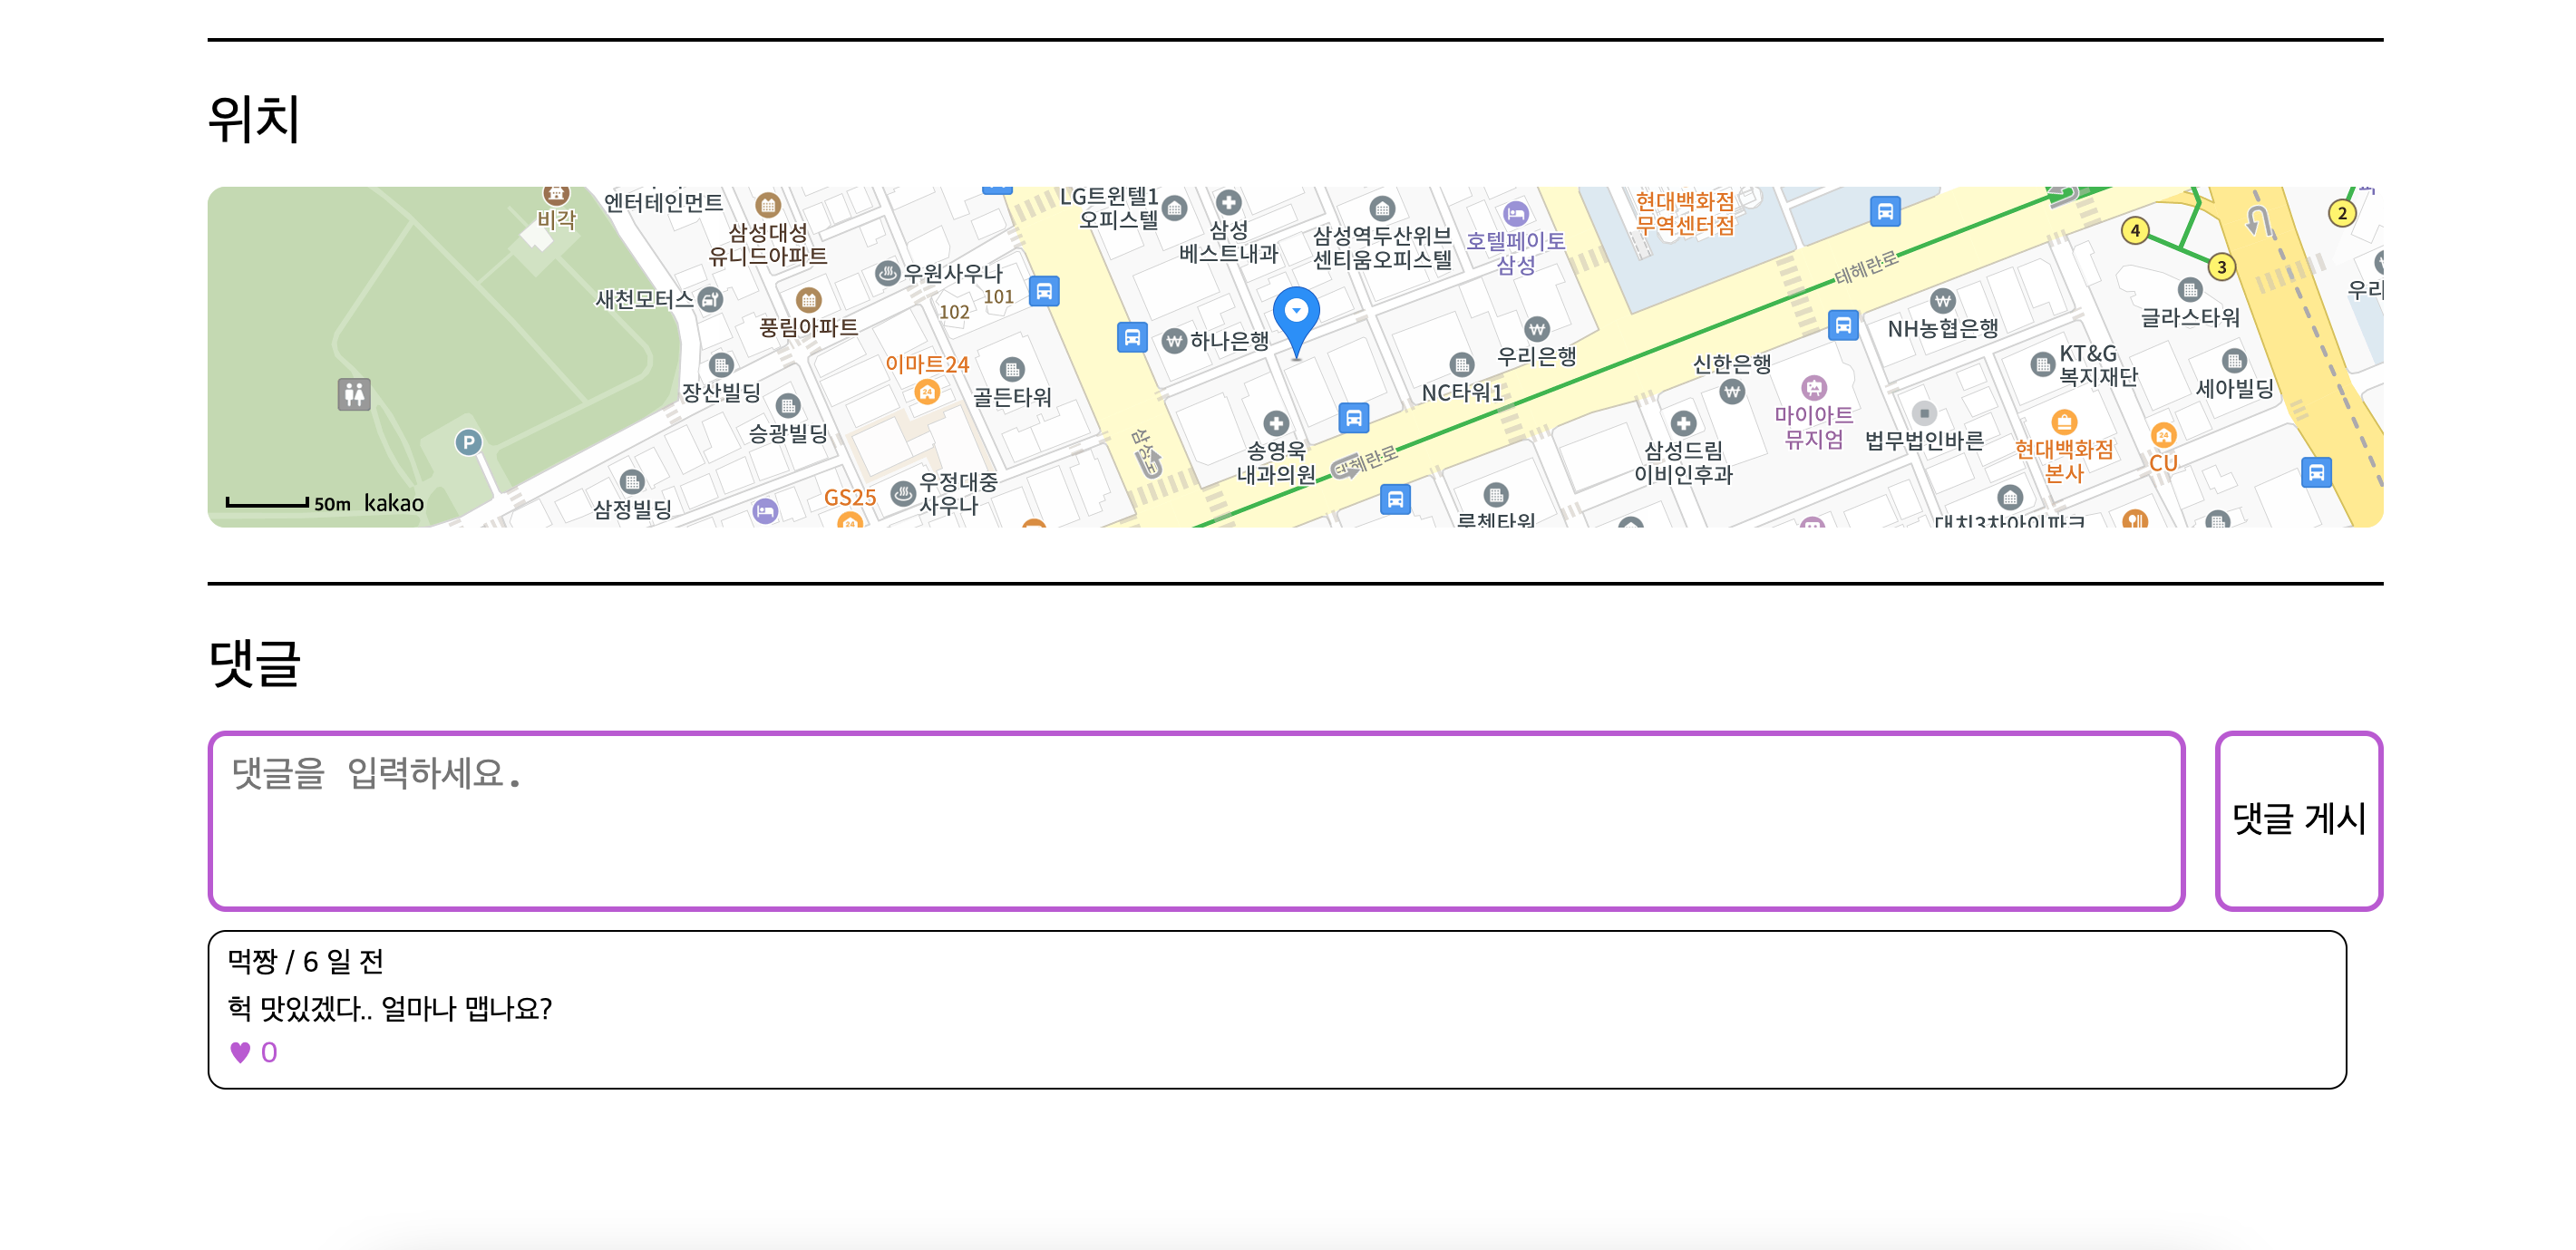 위치
비각
엔터테인먼트
삼성대성
유니드아파트
LG트윈텔1
오피스텔
삼성
베스트내과
삼성역두산위브
센티움오피스텔
호텔페이토
삼성
현대백화점
무역센터점
테헤란로
4
3
2
새천모터스
우원사우나
101
102
풍림아파트
하나은행
우리은행
NH농협은행
글라스타워
이마트24
장산빌딩
골든타워
NC타워1
신한은행
KT&G
복지재단
세아빌딩
승광빌딩
마이아트
뮤지엄
법무법인바른
현대백화점
본사
CU
P
송영욱
내과의원
테헤란로
삼성드림
이비인후과
삼성로
50m kakao
삼정빌딩
GS25
우정대중
사우나
루첸타워
대치3차아이파크
댓글
댓글을 입력하세요.
댓글 게시
먹짱 / 6 일 전
헉 맛있겠다.. 얼마나 맵나요?
♥ 0